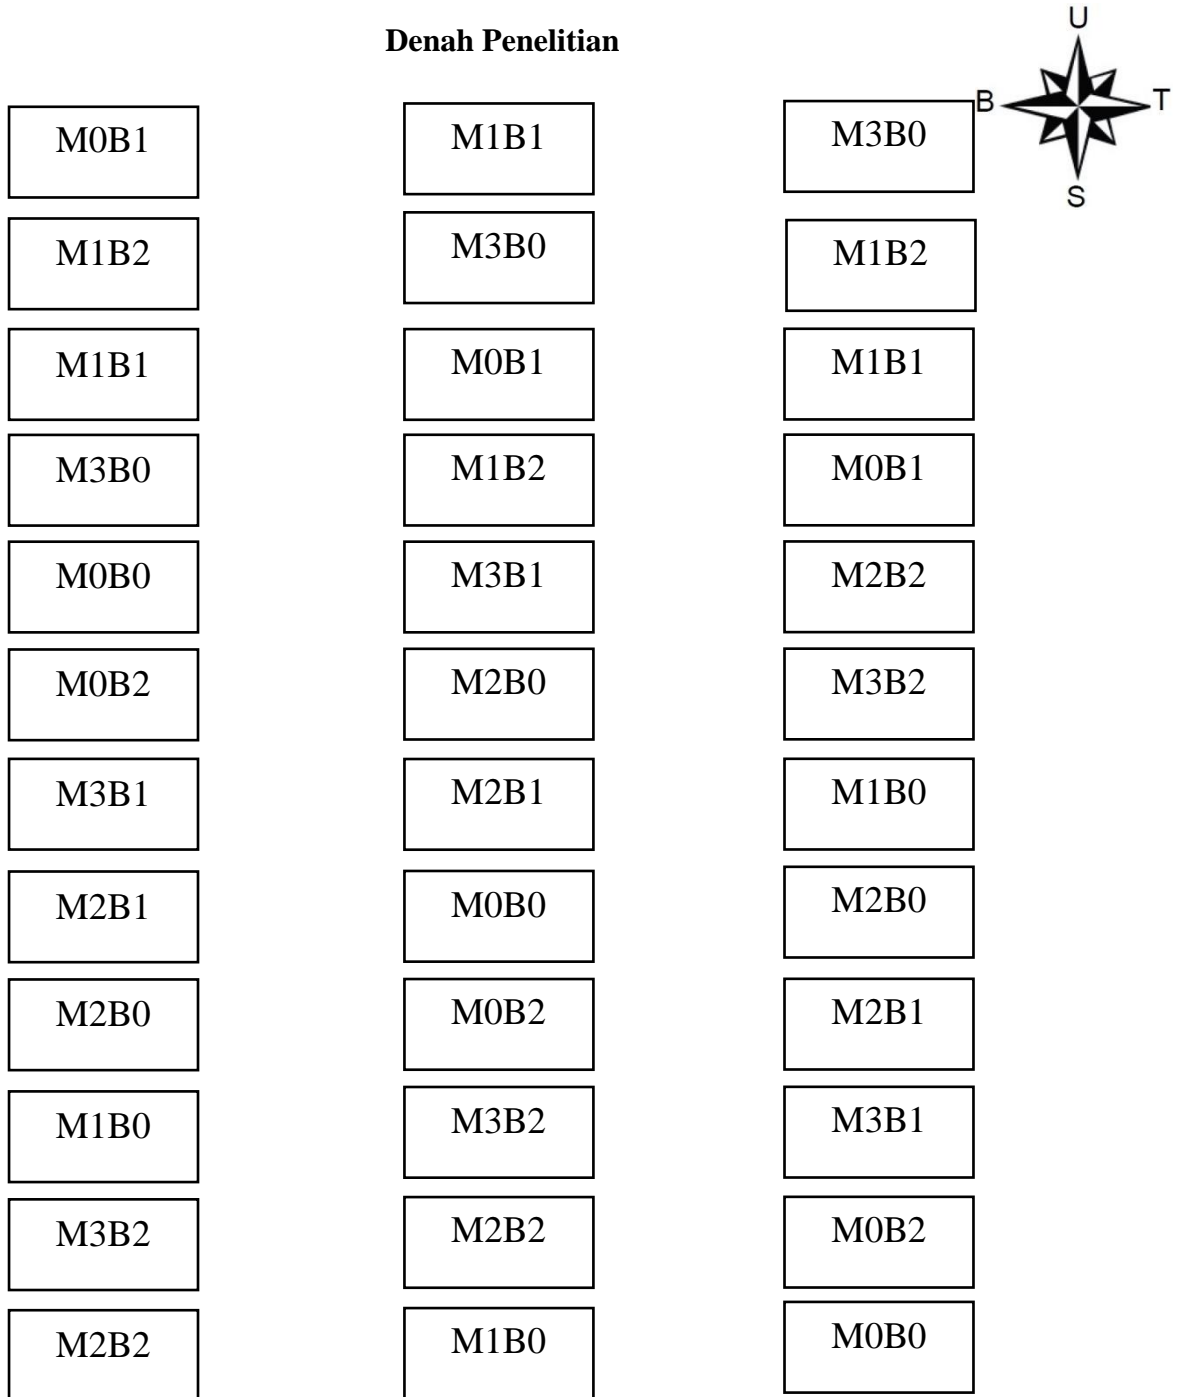 U
Denah Penelitian
B T
M0B1 M1B1 M3B0
S
M1B2 M3B0 M1B2
M1B1 M0B1 M1B1
M3B0 M1B2 M0B1
M0B0 M3B1 M2B2
M0B2 M2B0 M3B2
M3B1 M2B1 M1B0
M2B1 M0B0 M2B0
M2B0 M0B2 M2B1
M1B0 M3B2 M3B1
M3B2 M2B2 M0B2
M2B2 M1B0 M0B0